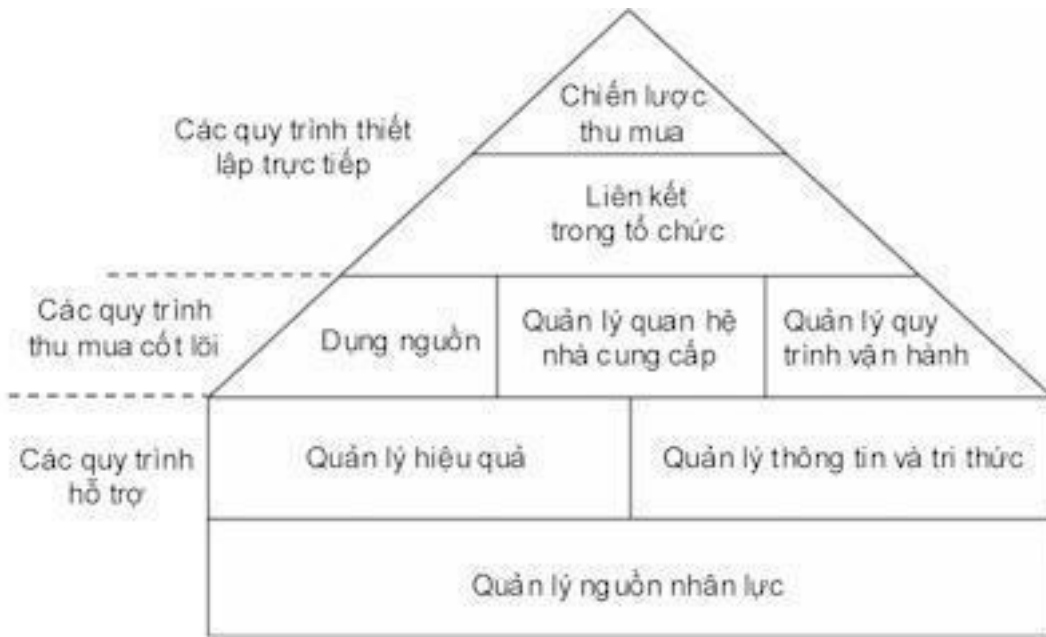 Chiến lược
thu mua
Các quy trình thiết
lập trực tiếp
Liên kết
trong tổ chức
Các quy trình
thu mua cốt lõi
Dụng nguồn
Quản lý quan hệ
nhà cung cấp
Quản lý quy
trình vận hành
Các quy trình
hỗ trợ
Quản lý hiệu quả
Quản lý thông tin và tri thức
Quản lý nguồn nhân lực